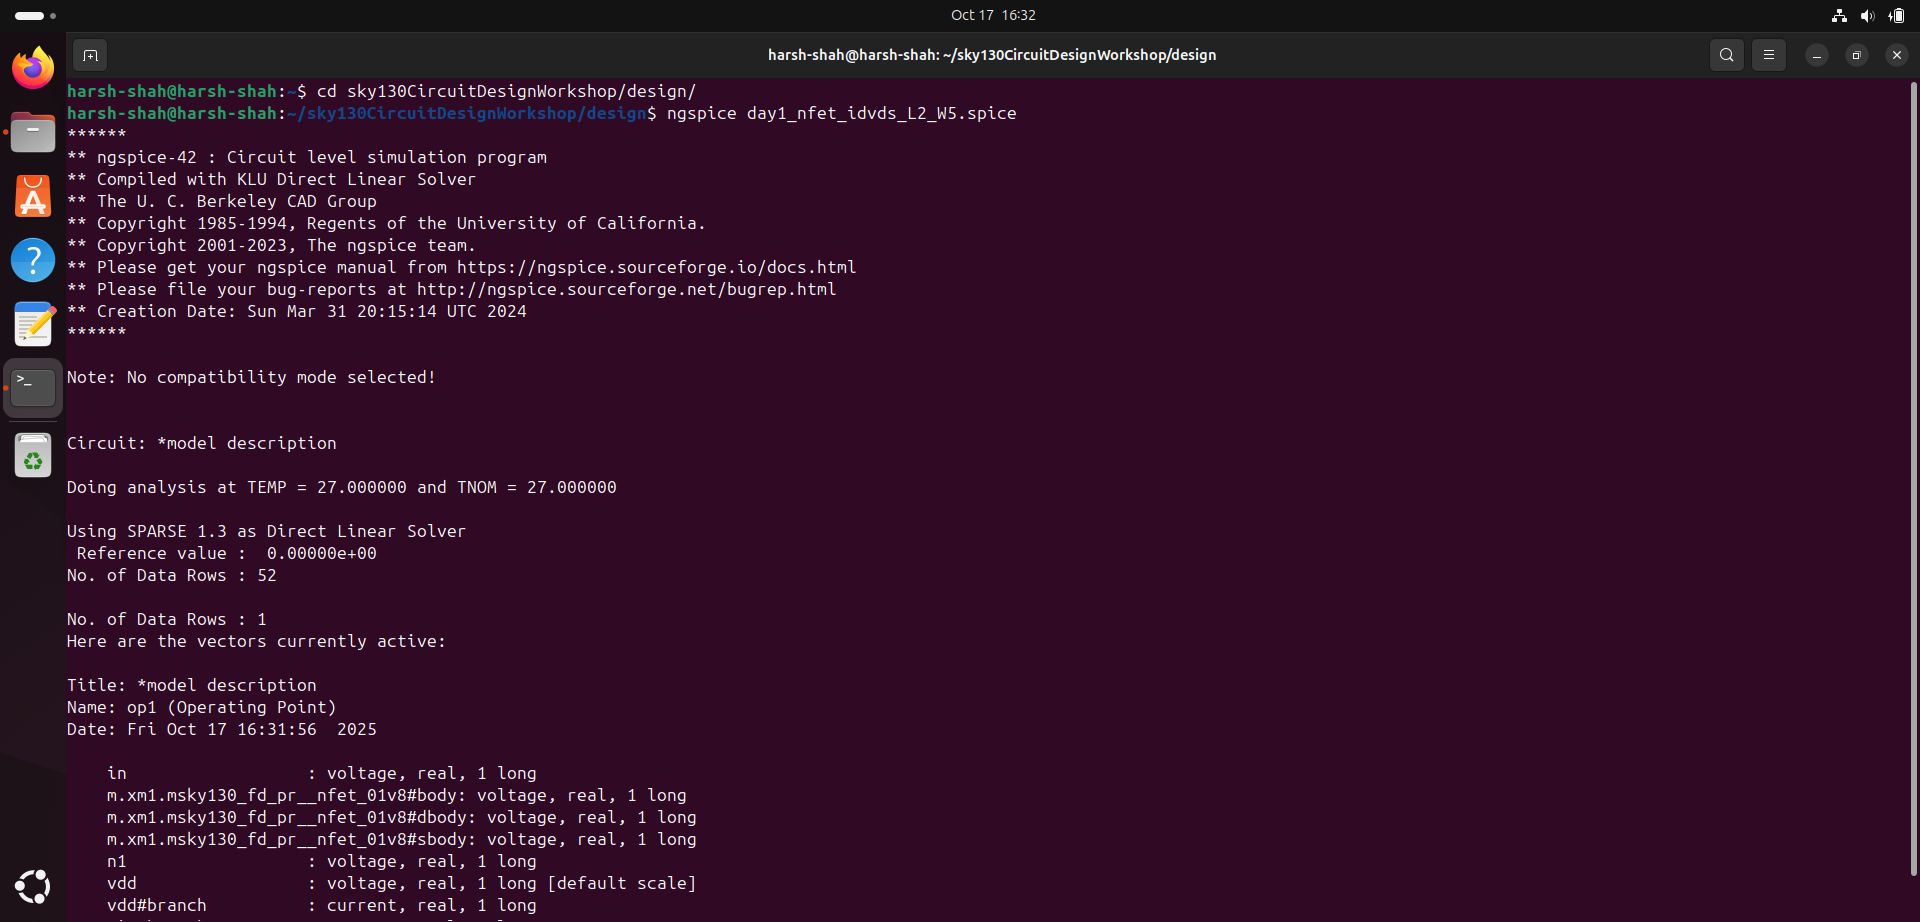 Oct 17 16:32
harsh-shah@harsh-shah: ~/sky130CircuitDesignWorkshop/design
harsh-shah@harsh-shah:~$ cd sky130CircuitDesignWorkshop/design/
harsh-shah@harsh-shah:~/sky130CircuitDesignWorkshop/design$ ngspice day1_nfet_idvds_L2_W5.spice
******
** ngspice-42 : Circuit level simulation program
** Compiled with KLU Direct Linear Solver
** The U. C. Berkeley CAD Group
** Copyright 1985-1994, Regents of the University of California.
** Copyright 2001-2023, The ngspice team.
** Please get your ngspice manual from https://ngspice.sourceforge.io/docs.html
** Please file your bug-reports at http://ngspice.sourceforge.net/bugrep.html
** Creation Date: Sun Mar 31 20:15:14 UTC 2024
******
Note: No compatibility mode selected!
Circuit: *model description
Doing analysis at TEMP = 27.000000 and TNOM = 27.000000
Using SPARSE 1.3 as Direct Linear Solver
Reference value :  0.00000e+00
No. of Data Rows : 52
No. of Data Rows : 1
Here are the vectors currently active:
Title: *model description
Name: op1 (Operating Point)
Date: Fri Oct 17 16:31:56  2025
in                  : voltage, real, 1 long
m.xm1.msky130_fd_pr__nfet_01v8#body: voltage, real, 1 long
m.xm1.msky130_fd_pr__nfet_01v8#dbody: voltage, real, 1 long
m.xm1.msky130_fd_pr__nfet_01v8#sbody: voltage, real, 1 long
n1                  : voltage, real, 1 long
vdd                 : voltage, real, 1 long [default scale]
vdd#branch          : current, real, 1 long